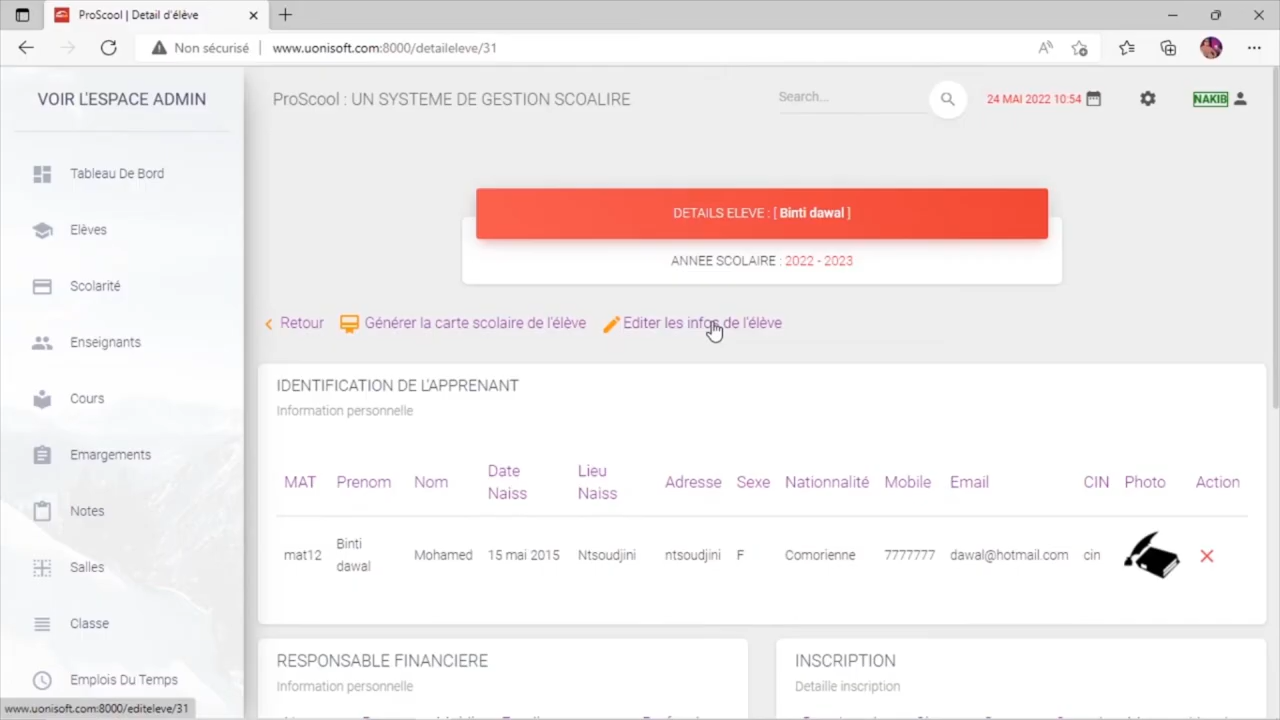 ProScool | Detail d'élève
Non sécurisé
www.uonisoft.com:8000/detaileleve/31
VOIR L'ESPACE ADMIN
ProScool : UN SYSTEME DE GESTION SCOALIRE
Search...
24 MAI 2022 10:54
NAKIB
Tableau De Bord
Elèves
Scolarité
Enseignants
Cours
Emargements
Notes
Salles
Classe
Emplois Du Temps
DETAILS ELEVE : [ Binti dawal ]
ANNEE SCOLAIRE : 2022 - 2023
Retour
Générer la carte scolaire de l'élève
Editer les infos de l'élève
IDENTIFICATION DE L'APPRENANT
Information personnelle
MAT Prenom Nom Date Naiss Lieu Naiss Adresse Sexe Nationnalité Mobile Email CIN Photo Action
mat12 Binti dawal Mohamed 15 mai 2015 Ntsoudjini ntsoudjini F Comorienne 7777777 dawal@hotmail.com cin
RESPONSABLE FINANCIERE
Information personnelle
INSCRIPTION
Detaille inscription
www.uonisoft.com:8000/editeleve/31